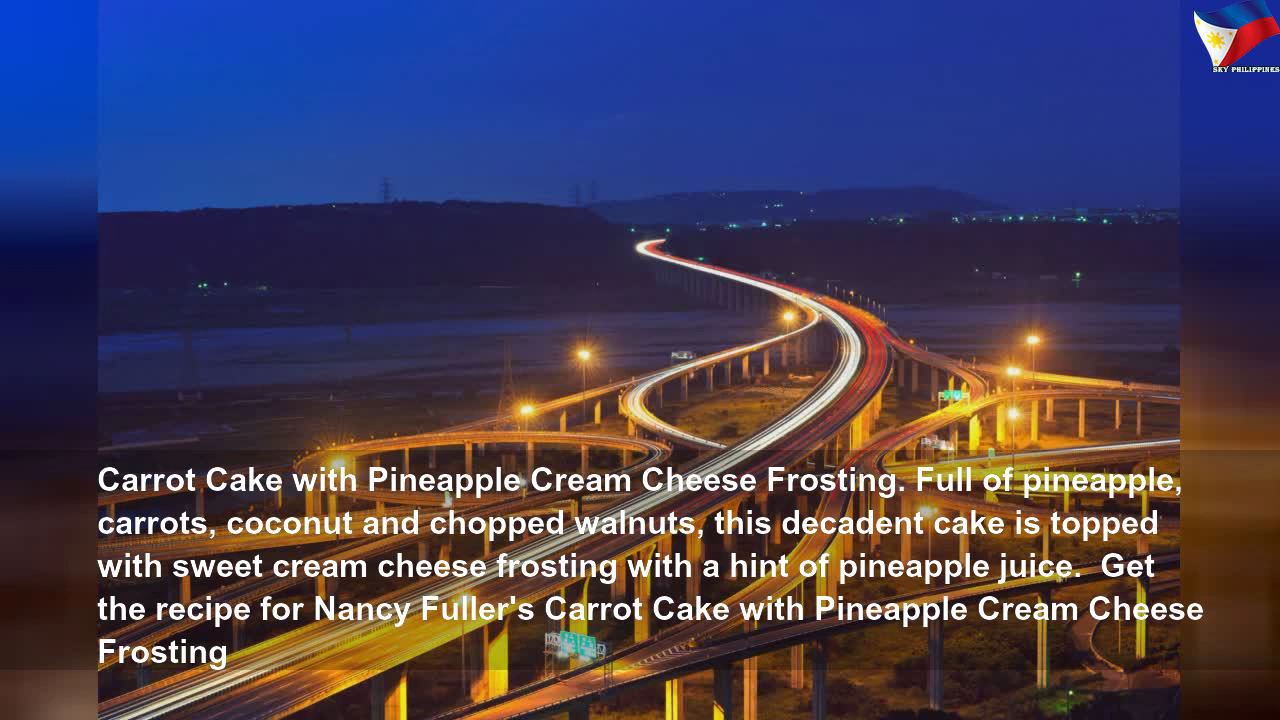 SKY PHILIPPINES
Carrot Cake with Pineapple Cream Cheese Frosting. Full of pineapple,
carrots, coconut and chopped walnuts, this decadent cake is topped
with sweet cream cheese frosting with a hint of pineapple juice.  Get
the recipe for Nancy Fuller's Carrot Cake with Pineapple Cream Cheese
Frosting